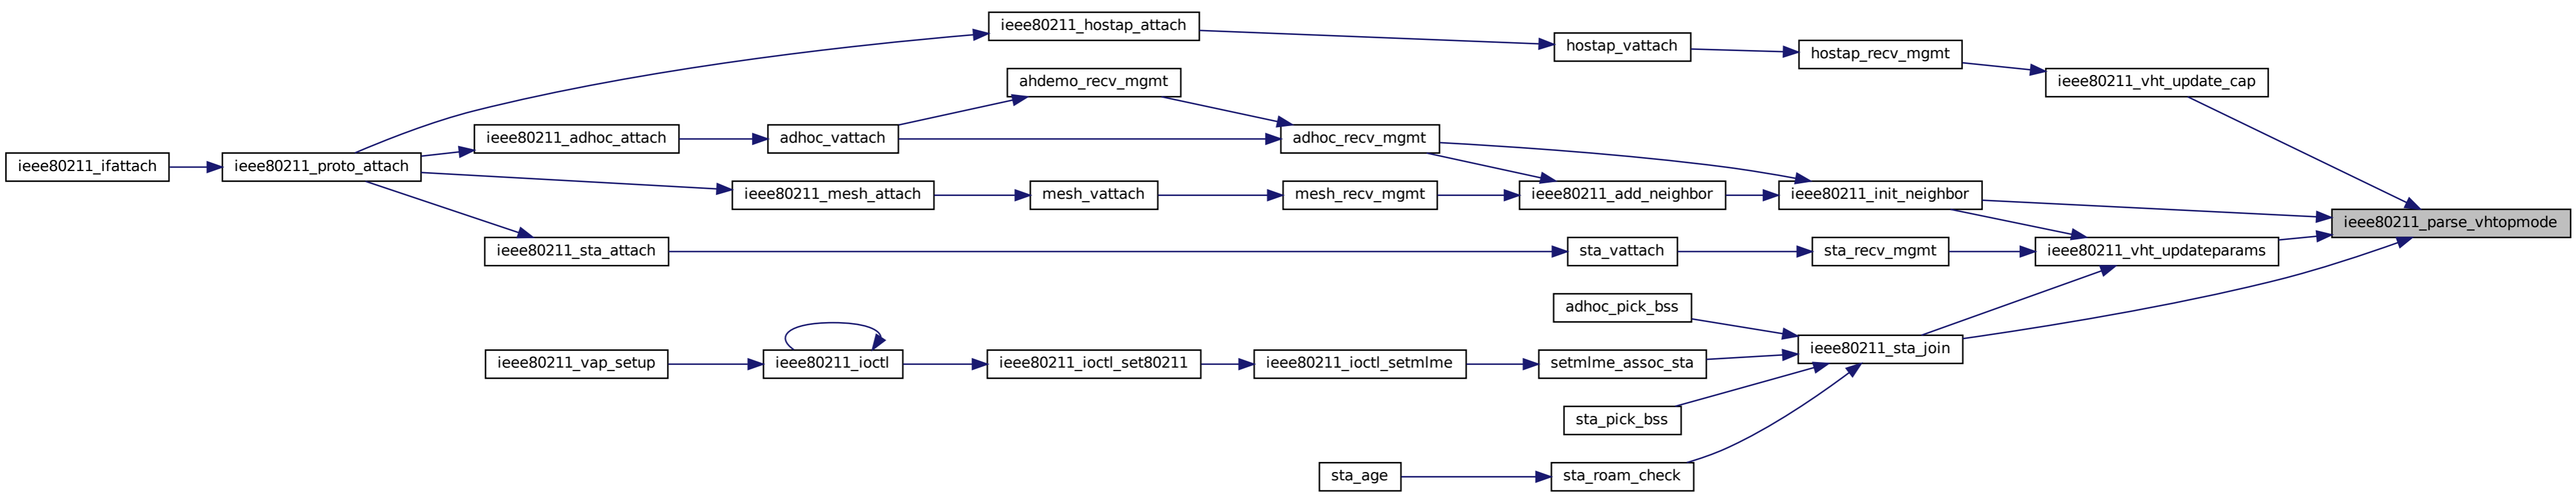 ieee80211_hostap_attach
hostap_vattach
hostap_recv_mgmt
ahdemo_recv_mgmt
ieee80211_vht_update_cap
ieee80211_adhoc_attach
adhoc_vattach
adhoc_recv_mgmt
ieee80211_ifattach
ieee80211_proto_attach
ieee80211_mesh_attach
mesh_vattach
mesh_recv_mgmt
ieee80211_add_neighbor
ieee80211_init_neighbor
ieee80211_parse_vhtopmode
ieee80211_sta_attach
sta_vattach
sta_recv_mgmt
ieee80211_vht_updateparams
adhoc_pick_bss
ieee80211_sta_join
ieee80211_vap_setup
ieee80211_ioctl
ieee80211_ioctl_set80211
ieee80211_ioctl_setmlme
setmlme_assoc_sta
sta_pick_bss
sta_age
sta_roam_check